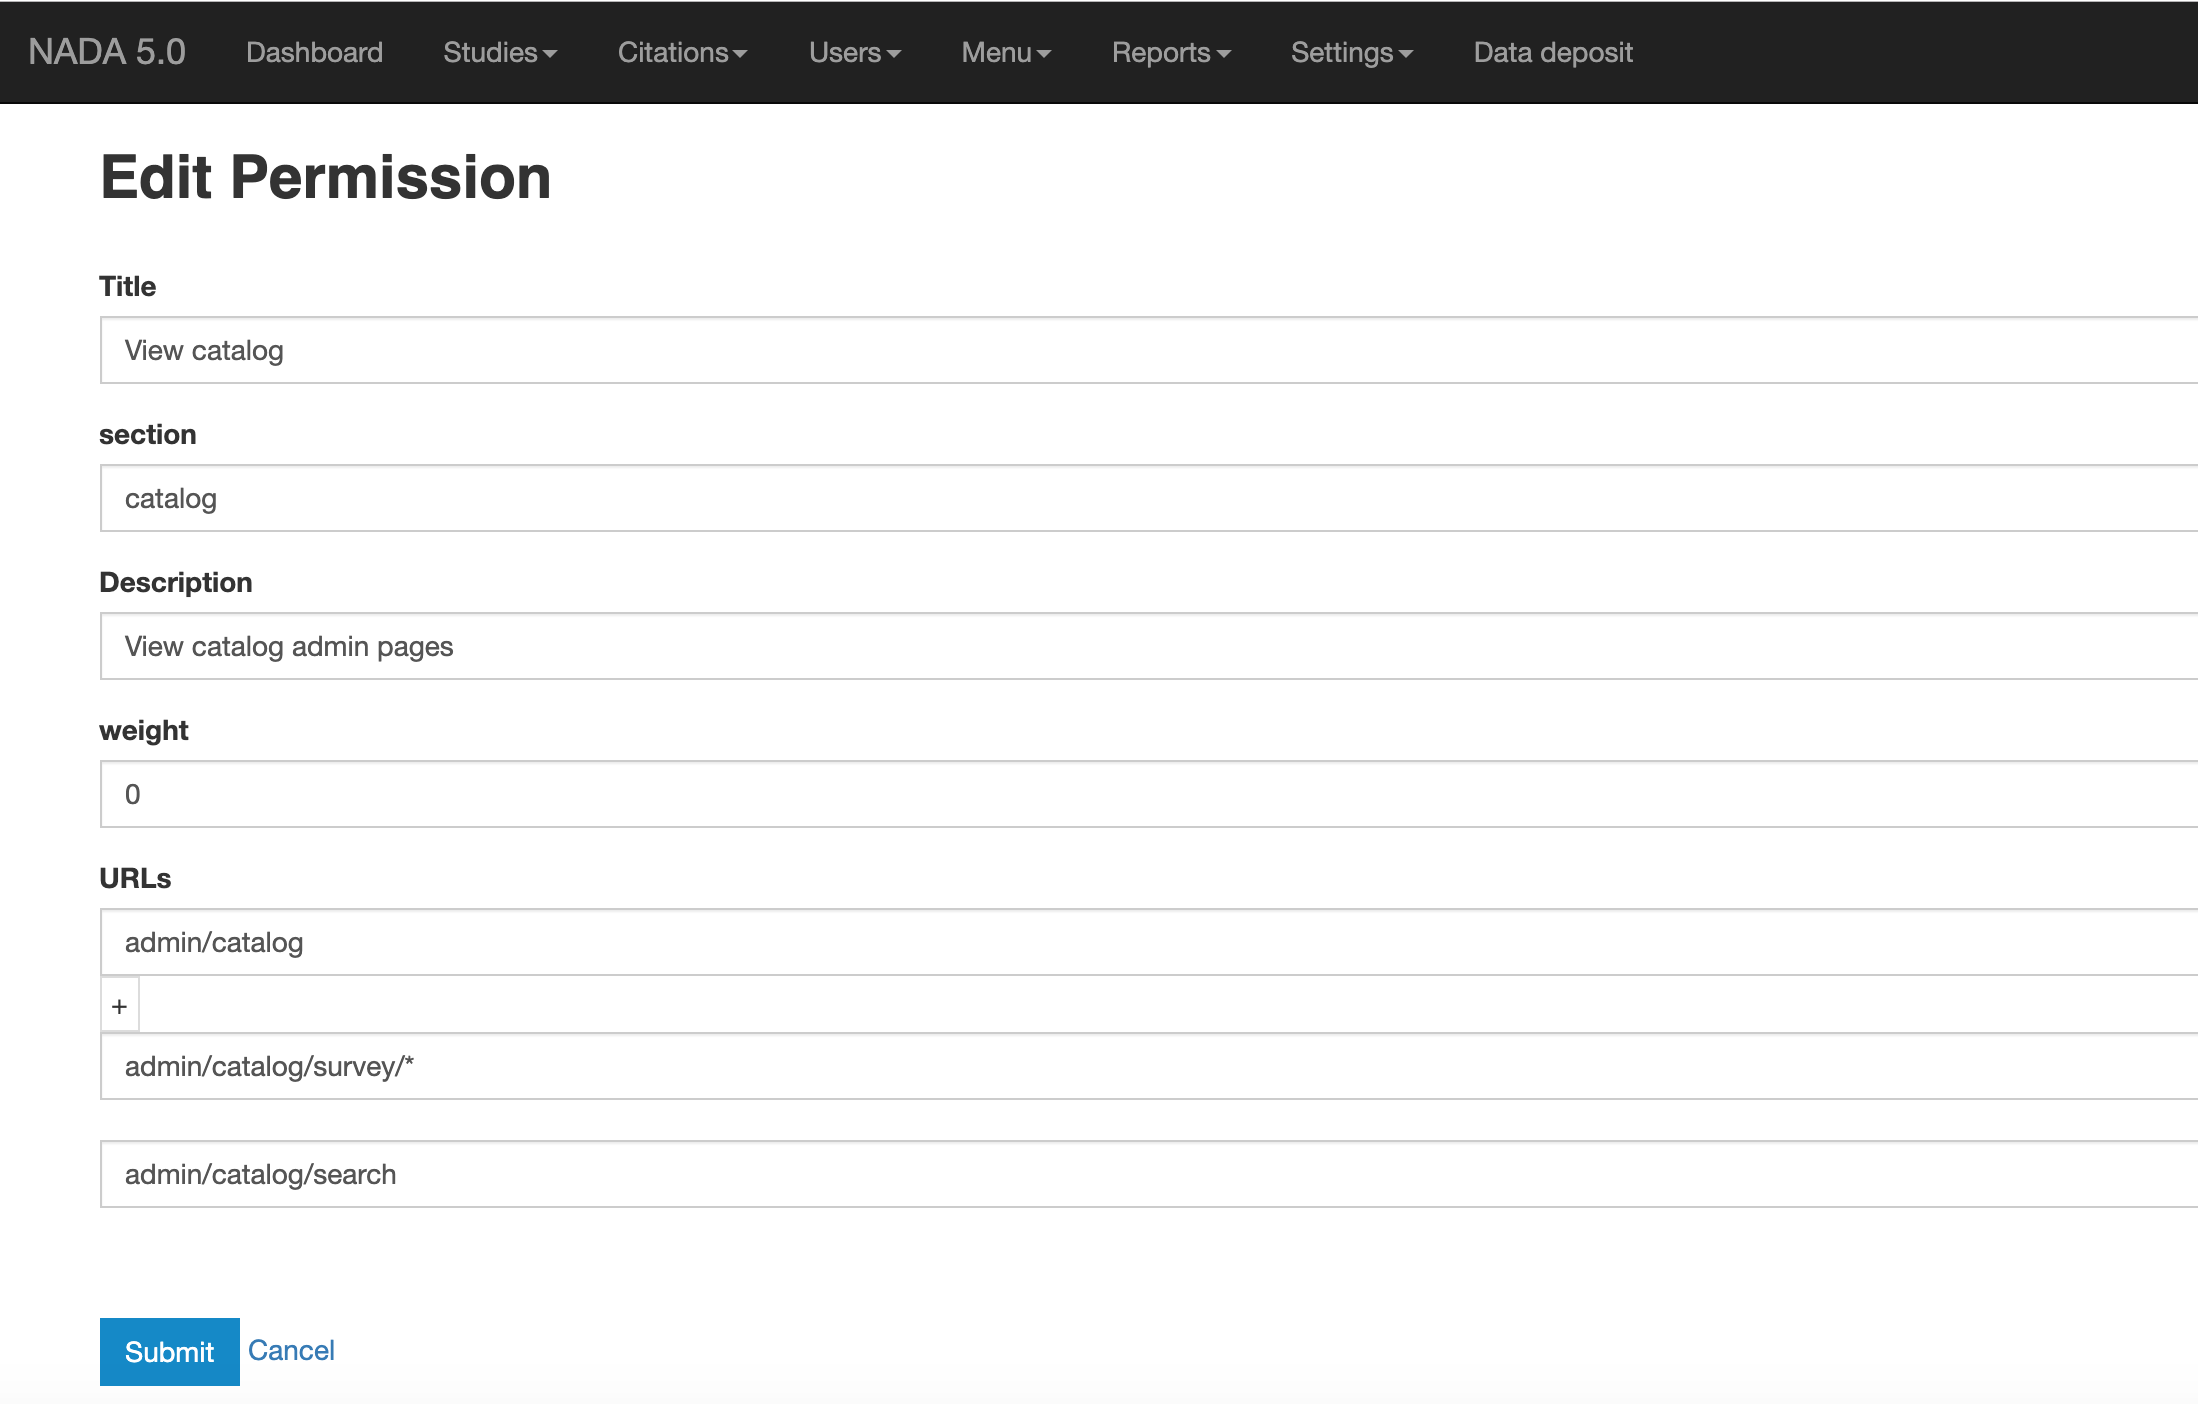 NADA 5.0 Dashboard Studies Citations Users Menu Reports Settings Data deposit
Edit Permission
Title
View catalog
section
catalog
Description
View catalog admin pages
weight
0
URLs
admin/catalog
+
admin/catalog/survey/*
admin/catalog/search
Submit Cancel